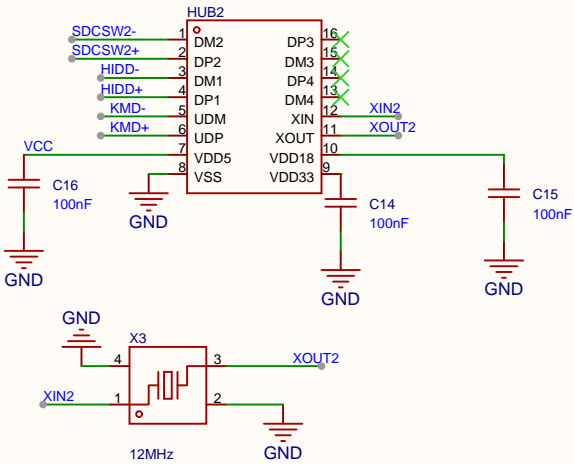 HUB2
SDCSW2- 1 DM2 DP3 16
SDCSW2+ 2 DP2 DM3 15
HIDD- 3 DM1 DP4 14
HIDD+ 4 DP1 DM4 13
KMD- 5 UDM XIN 12 XIN2
KMD+ 6 UDP XOUT 11 XOUT2
VCC 7 VDD5 VDD18 10
8 VSS VDD33 9
C16
100nF
GND
GND
C14
100nF
GND
C15
100nF
GND
GND
X3
4 3 XOUT2
XIN2 1 2
12MHz
GND